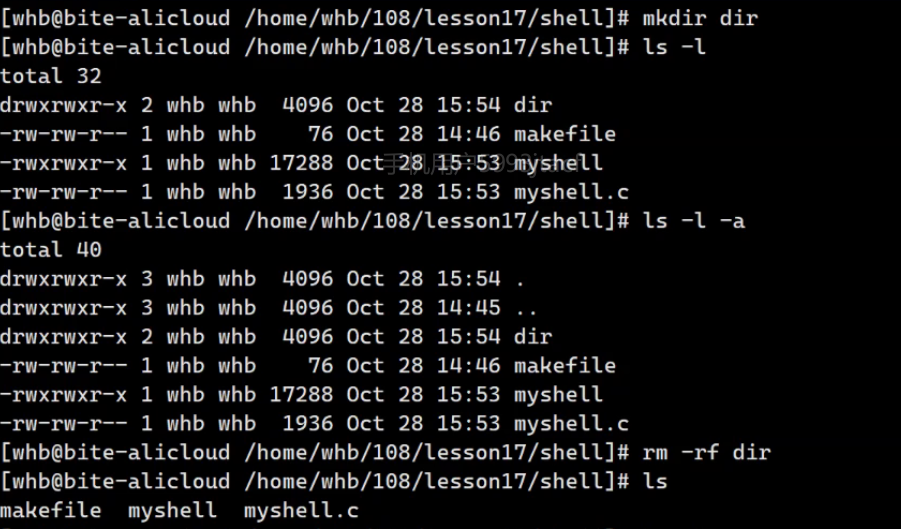 [whb@bite-alicloud /home/whb/108/lesson17/shell]# mkdir dir
[whb@bite-alicloud /home/whb/108/lesson17/shell]# ls -l
total 32
drwxrwxr-x 2 whb whb  4096 Oct 28 15:54 dir
-rw-rw-r-- 1 whb whb    76 Oct 28 14:46 makefile
-rwxrwxr-x 1 whb whb 17288 Oct 28 15:53 myshell
-rw-rw-r-- 1 whb whb  1936 Oct 28 15:53 myshell.c
[whb@bite-alicloud /home/whb/108/lesson17/shell]# ls -l -a
total 40
drwxrwxr-x 3 whb whb  4096 Oct 28 15:54 .
drwxrwxr-x 3 whb whb  4096 Oct 28 14:45 ..
drwxrwxr-x 2 whb whb  4096 Oct 28 15:54 dir
-rw-rw-r-- 1 whb whb    76 Oct 28 14:46 makefile
-rwxrwxr-x 1 whb whb 17288 Oct 28 15:53 myshell
-rw-rw-r-- 1 whb whb  1936 Oct 28 15:53 myshell.c
[whb@bite-alicloud /home/whb/108/lesson17/shell]# rm -rf dir
[whb@bite-alicloud /home/whb/108/lesson17/shell]# ls
makefile  myshell  myshell.c
手机用户